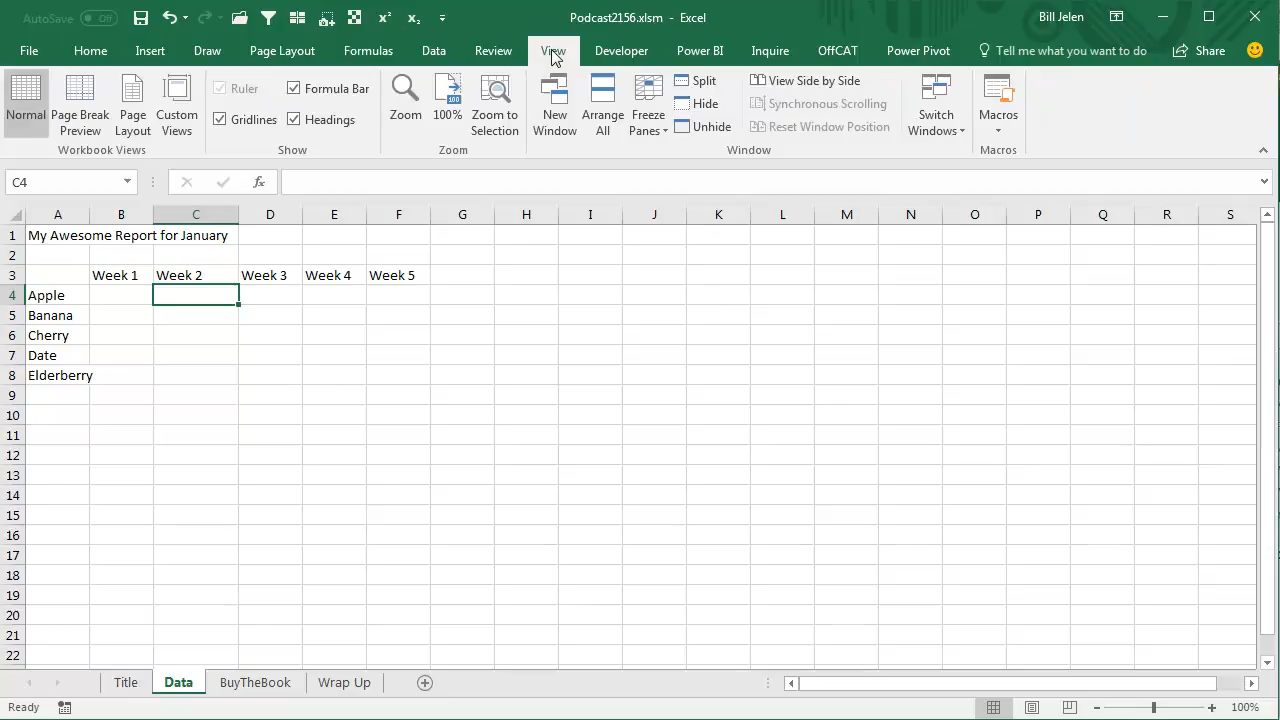 AutoSave Off Podcast2156.xlsm - Excel Bill Jelen
File Home Insert Draw Page Layout Formulas Data Review View Developer Power BI Inquire OffCAT Power Pivot Tell me what you want to do Share
Normal Page Break Preview Page Layout Custom Views
Workbook Views
Ruler Formula Bar
Gridlines Headings
Show
Zoom 100% Zoom to Selection
100
Zoom
New Window Arrange All Freeze Panes
Split
Hide
Unhide
View Side by Side
Synchronous Scrolling
Reset Window Position
Switch Windows
Window
Macros
Macros
C4 fx
A B C D E F G H I J K L M N O P Q R S
1 My Awesome Report for January
2
3 Week 1 Week 2 Week 3 Week 4 Week 5
4 Apple
5 Banana
6 Cherry
7 Date
8 Elderberry
9
10
11
12
13
14
15
16
17
18
19
20
21
22
Title Data BuyTheBook Wrap Up
Ready 100%